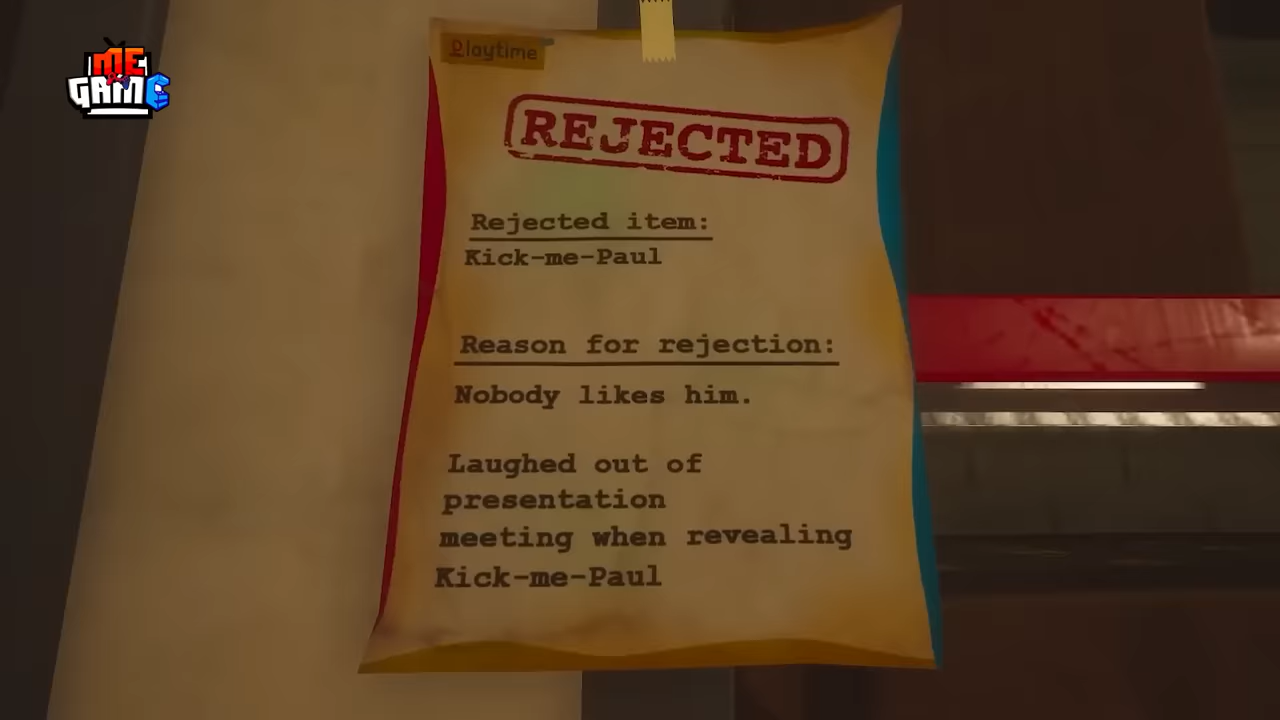 ME
GAME
Playtime
REJECTED
Rejected item:
Kick-me-Paul
Reason for rejection:
Nobody likes him.
Laughed out of
presentation
meeting when revealing
Kick-me-Paul